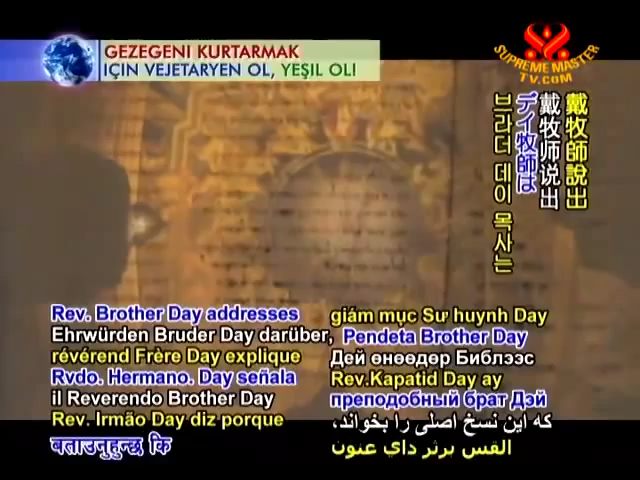 GEZEGENI KURTARMAK
IÇIN VEJETARYEN OL, YEŞIL OL!
SUPREME MASTER
TV.COM
戴牧師說出
戴牧师说出
デイ牧師は
브라더 데이 목사는
Rev. Brother Day addresses
Ehrwürden Bruder Day darüber,
révérend Frère Day explique
Rvdo. Hermano. Day señala
il Reverendo Brother Day
Rev. Irmão Day diz porque
बताउनुहुन्छ कि
giám mục Sư huynh Day
Pendeta Brother Day
Дей өнөөдөр Библээс
Rev.Kapatid Day ay
преподобный брат Дэй
که این نسخ اصلی را بخواند،
القس برثر داي عنون